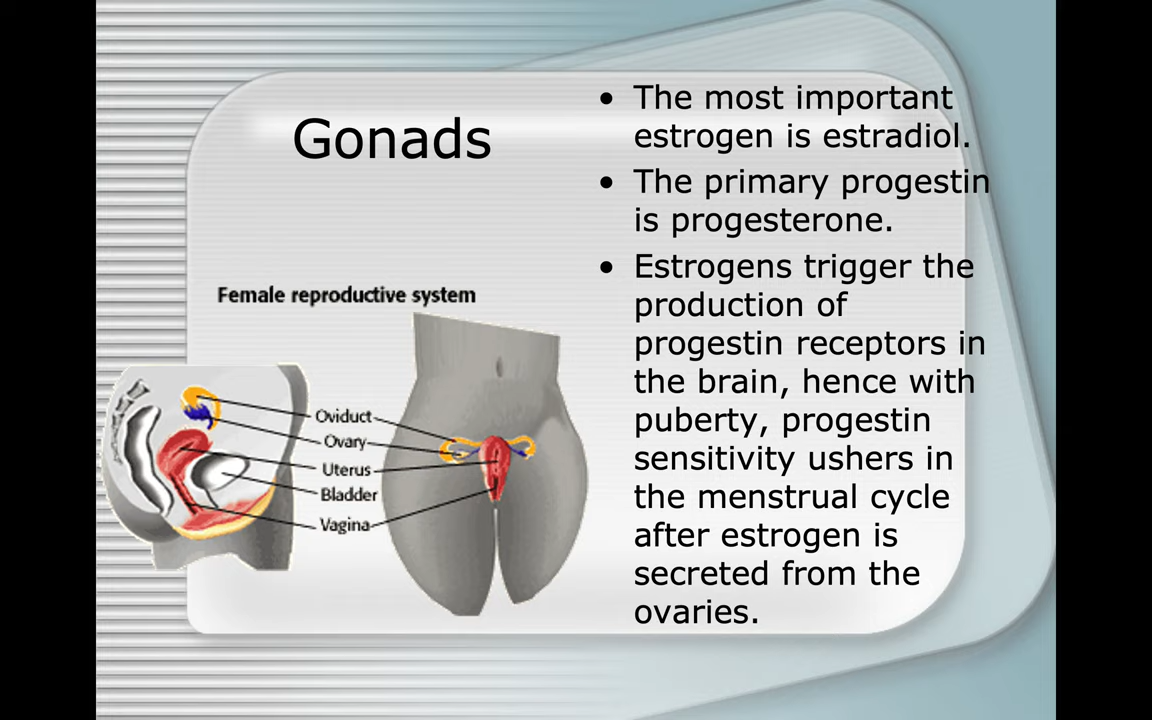 Gonads
Female reproductive system
Oviduct
Ovary
Uterus
Bladder
Vagina
• The most important
estrogen is estradiol.
• The primary progestin
is progesterone.
• Estrogens trigger the
production of
progestin receptors in
the brain, hence with
puberty, progestin
sensitivity ushers in
the menstrual cycle
after estrogen is
secreted from the
ovaries.